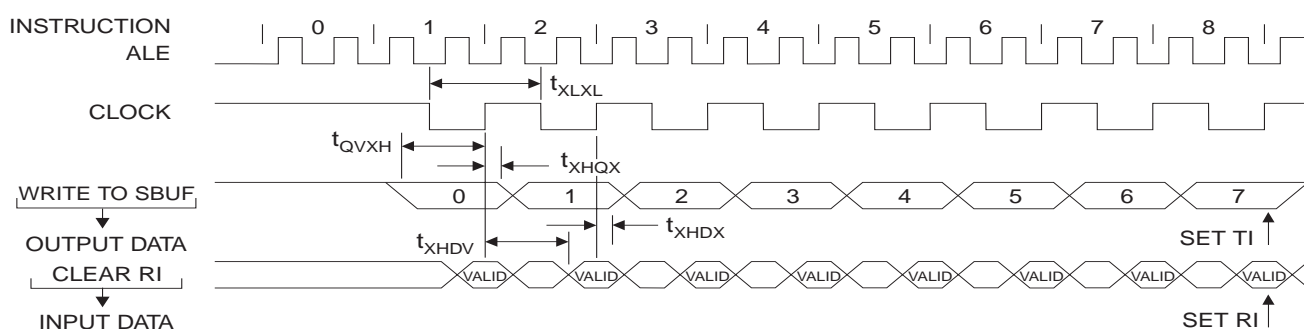 INSTRUCTION 0 1 2 3 4 5 6 7 8
ALE
tXLXL
CLOCK
tQVXH
tXHQX
WRITE TO SBUF 0 1 2 3 4 5 6 7
tXHDX
OUTPUT DATA SET TI
tXHDV
CLEAR RI VALID VALID VALID VALID VALID VALID VALID VALID
INPUT DATA SET RI